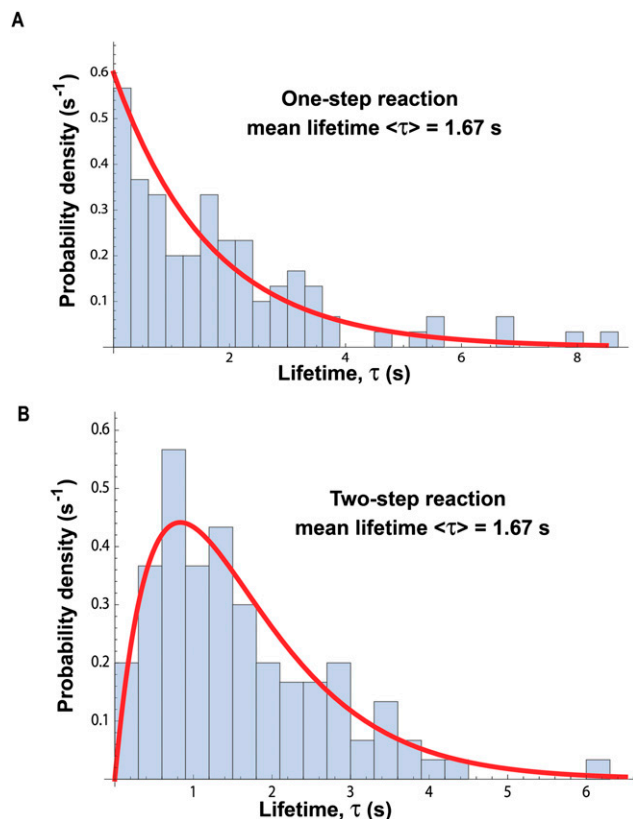 A
Probability density (s⁻¹)
0.6
0.5
0.4
0.3
0.2
0.1
One-step reaction
mean lifetime <τ> = 1.67 s
2
4
6
8
Lifetime, τ (s)
B
Probability density (s⁻¹)
0.6
0.5
0.4
0.3
0.2
0.1
Two-step reaction
mean lifetime <τ> = 1.67 s
1
2
3
4
5
6
Lifetime, τ (s)